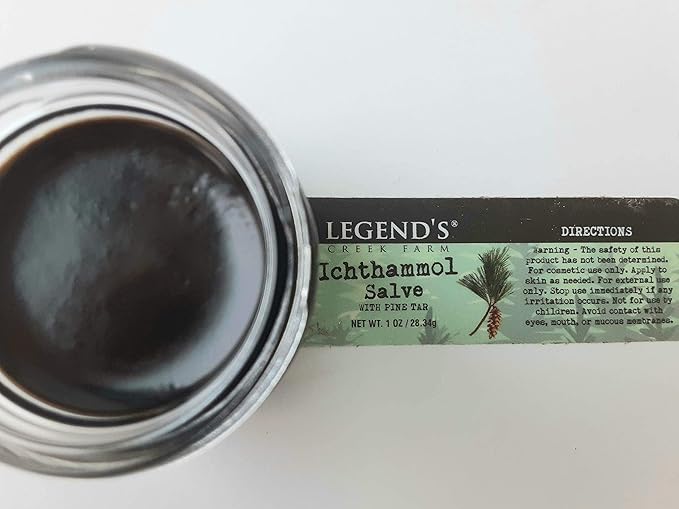 LEGEND'S®
CREEK FARM
Ichthammol
Salve
WITH PINE TAR
NET WT. 1 OZ / 28.34g
DIRECTIONS
Warning - The safety of this
product has not been determined.
For cosmetic use only. Apply to
skin as needed. For external use
only. Stop use immediately if any
irritation occurs. Not for use by
children. Avoid contact with
eyes, mouth, or mucous membranes.